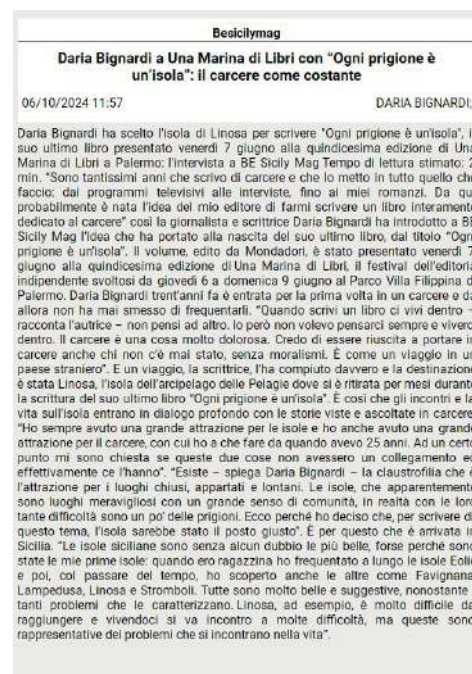 Besicilymag
Daria Bignardi a Una Marina di Libri con “Ogni prigione è
un’isola”: il carcere come costante
06/10/2024 11:57 DARIA BIGNARDI;
Daria Bignardi ha scelto l'isola di Linosa per scrivere "Ogni prigione è un'isola", i
suo ultimo libro presentato venerdì 7 giugno alla quindicesima edizione di Una
Marina di Libri a Palermo: l'intervista a BE Sicily Mag Tempo di lettura stimato: 2
min. “Sono tantissimi anni che scrivo di carcere e che lo metto in tutto quello che
faccio: dai programmi televisivi alle interviste, fino ai miei romanzi. Da qu
probabilmente è nata l'idea del mio editore di farmi scrivere un libro interamente
dedicato al carcere” così la giornalista e scrittrice Daria Bignardi ha introdotto a BE
Sicily Mag l'idea che ha portato alla nascita del suo ultimo libro, dal titolo “Ogn
prigione è un'isola”. Il volume, edito da Mondadori, è stato presentato venerdì 7
giugno alla quindicesima edizione di Una Marina di Libri, il festival dell'editoria
indipendente svoltosi da giovedì 6 a domenica 9 giugno al Parco Villa Filippina d
Palermo. Daria Bignardi trent'anni fa è entrata per la prima volta in un carcere e da
allora non ha mai smesso di frequentarli. “Quando scrivi un libro ci vivi dentro –
racconta l'autrice – non pensi ad altro. Io però non volevo pensarci sempre e viverci
dentro. Il carcere è una cosa molto dolorosa. Credo di essere riuscita a portare in
carcere anche chi non c'è mai stato, senza moralismi. È come un viaggio in un
paese straniero”. E un viaggio, la scrittrice, l'ha compiuto davvero e la destinazione
è stata Linosa, l'isola dell'arcipelago delle Pelagie dove si è ritirata per mesi durante
la scrittura del suo ultimo libro “Ogni prigione è un'isola”. È così che gli incontri e la
vita sull'isola entrano in dialogo profondo con le storie viste e ascoltate in carcere
“Ho sempre avuto una grande attrazione per le isole e ho anche avuto una grande
attrazione per il carcere, con cui ho a che fare da quando avevo 25 anni. Ad un certo
punto mi sono chiesta se queste due cose non avessero un collegamento ed
effettivamente ce l'hanno”. “Esiste – spiega Daria Bignardi – la claustrofilia che è
l'attrazione per i luoghi chiusi, appartati e lontani. Le isole, che apparentemente
sono luoghi meravigliosi con un grande senso di comunità, in realtà con le loro
tante difficoltà sono un po' delle prigioni. Ecco perché ho deciso che, per scrivere di
questo tema, l'isola sarebbe stato il posto giusto”. È per questo che è arrivata in
Sicilia. “Le isole siciliane sono senza alcun dubbio le più belle, forse perché sono
state le mie prime isole: quando ero ragazzina ho frequentato a lungo le isole Eolie
e poi, col passare del tempo, ho scoperto anche le altre come Favignana
Lampedusa, Linosa e Stromboli. Tutte sono molto belle e suggestive, nonostante
tanti problemi che le caratterizzano. Linosa, ad esempio, è molto difficile da
raggiungere e vivendoci si va incontro a molte difficoltà, ma queste sono
rappresentative dei problemi che si incontrano nella vita”.